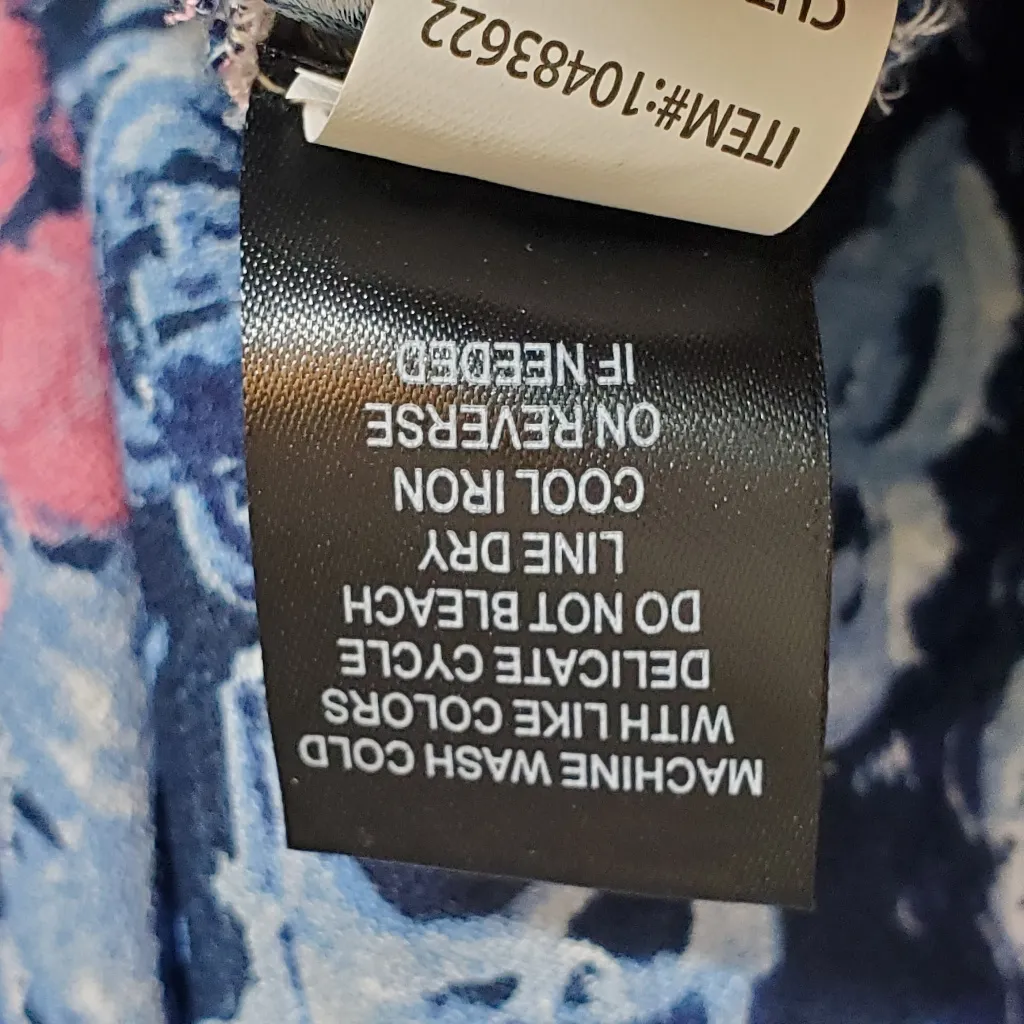 MACHINE WASH COLD
WITH LIKE COLORS
DELICATE CYCLE
DO NOT BLEACH
LINE DRY
COOL IRON
ON REVERSE
IF NEEDED
ITEM#:10483622